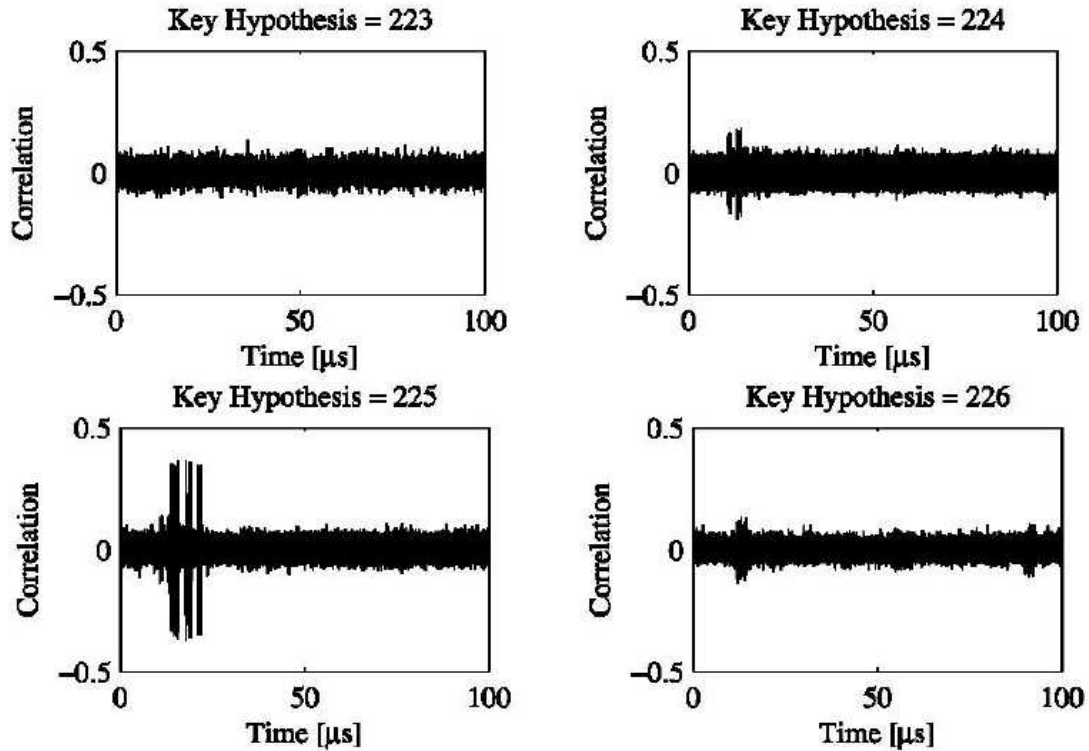 Key Hypothesis = 223
0.5
Correlation
0
−0.5
0 50 100
Time [μs]
Key Hypothesis = 224
0.5
Correlation
0
−0.5
0 50 100
Time [μs]
Key Hypothesis = 225
0.5
Correlation
0
−0.5
0 50 100
Time [μs]
Key Hypothesis = 226
0.5
Correlation
0
−0.5
0 50 100
Time [μs]